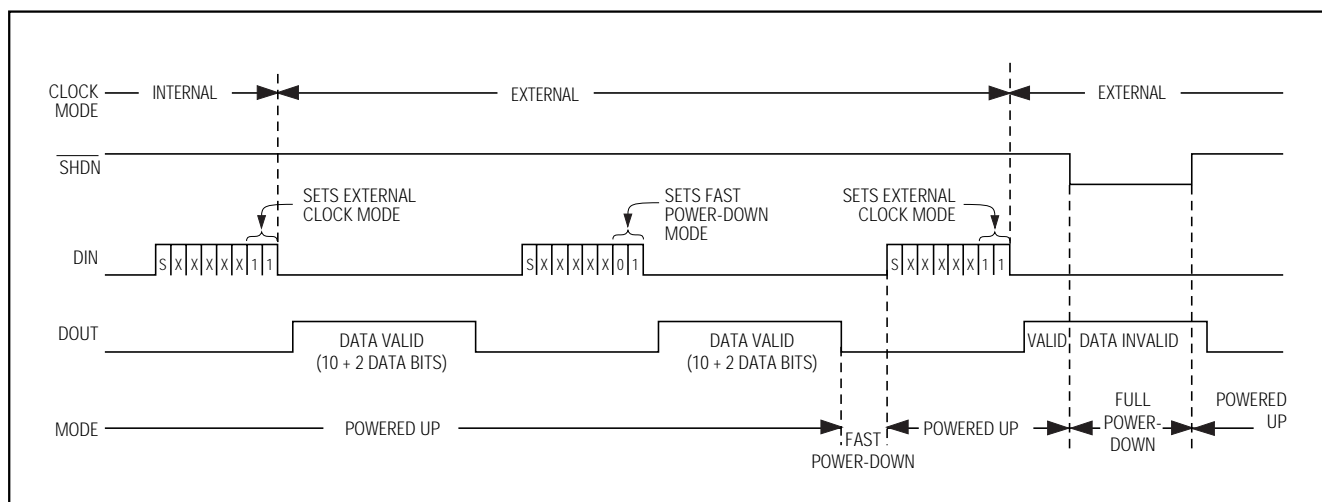 CLOCK
MODE
INTERNAL
EXTERNAL
EXTERNAL
SHDN
SETS EXTERNAL
CLOCK MODE
SETS FAST
POWER-DOWN
MODE
SETS EXTERNAL
CLOCK MODE
DIN
S X X X X X 1 1
S X X X X X 0 1
S X X X X X 1 1
DOUT
DATA VALID
(10 + 2 DATA BITS)
DATA VALID
(10 + 2 DATA BITS)
VALID
DATA INVALID
MODE
POWERED UP
FAST
POWER-DOWN
POWERED UP
FULL
POWER-
DOWN
POWERED
UP